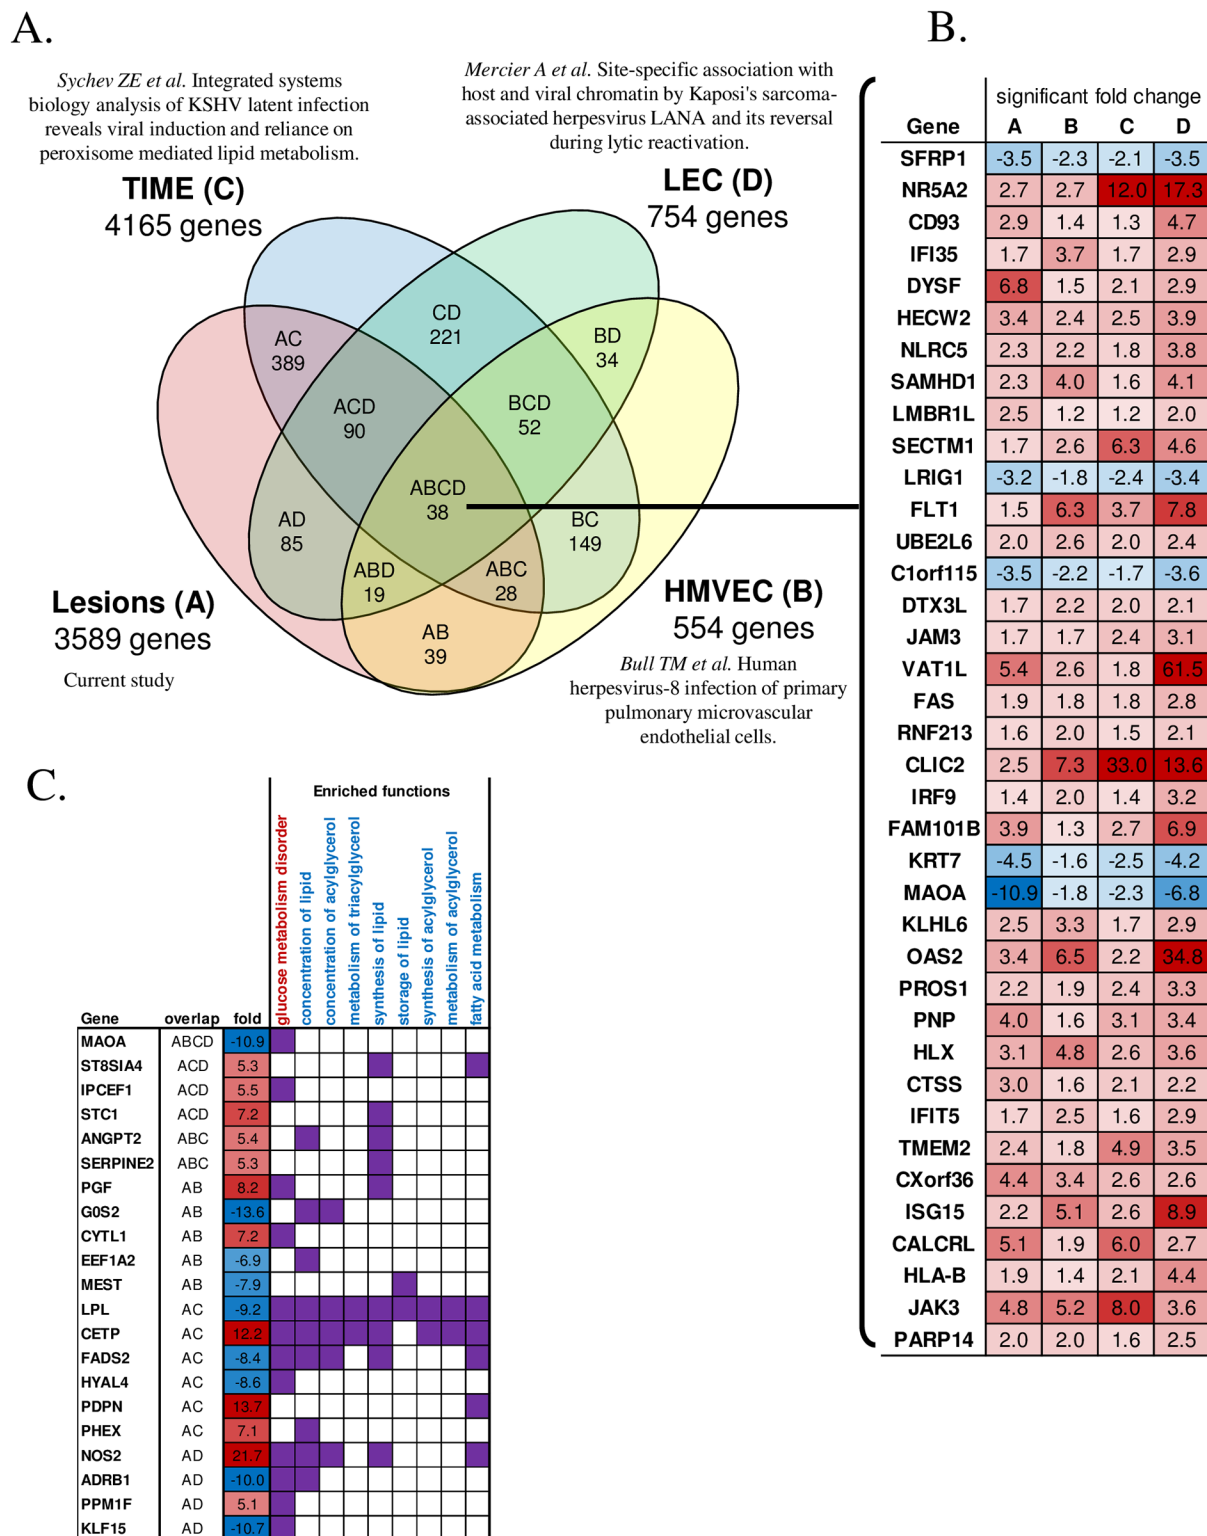 A.
Sychev ZE et al. Integrated systems
biology analysis of KSHV latent infection
reveals viral induction and reliance on
peroxisome mediated lipid metabolism.
Mercier A et al. Site-specific association with
host and viral chromatin by Kaposi's sarcoma-
associated herpesvirus LANA and its reversal
during lytic reactivation.
TIME (C)
4165 genes
LEC (D)
754 genes
CD
221
AC
389
BD
34
ACD
90
BCD
52
ABCD
38
AD
85
BC
149
ABD
19
ABC
28
AB
39
Lesions (A)
3589 genes
Current study
HMVEC (B)
554 genes
Bull TM et al. Human
herpesvirus-8 infection of primary
pulmonary microvascular
endothelial cells.
B.
significant fold change
Gene A B C D
SFRP1 -3.5 -2.3 -2.1 -3.5
NR5A2 2.7 2.7 12.0 17.3
CD93 2.9 1.4 1.3 4.7
IFI35 1.7 3.7 1.7 2.9
DYSF 6.8 1.5 2.1 2.9
HECW2 3.4 2.4 2.5 3.9
NLRC5 2.3 2.2 1.8 3.8
SAMHD1 2.3 4.0 1.6 4.1
LMBR1L 2.5 1.2 1.2 2.0
SECTM1 1.7 2.6 6.3 4.6
LRIG1 -3.2 -1.8 -2.4 -3.4
FLT1 1.5 6.3 3.7 7.8
UBE2L6 2.0 2.6 2.0 2.4
C1orf115 -3.5 -2.2 -1.7 -3.6
DTX3L 1.7 2.2 2.0 2.1
JAM3 1.7 1.7 2.4 3.1
VAT1L 5.4 2.6 1.8 61.5
FAS 1.9 1.8 1.8 2.8
RNF213 1.6 2.0 1.5 2.1
CLIC2 2.5 7.3 33.0 13.6
IRF9 1.4 2.0 1.4 3.2
FAM101B 3.9 1.3 2.7 6.9
KRT7 -4.5 -1.6 -2.5 -4.2
MAOA -10.9 -1.8 -2.3 -6.8
KLHL6 2.5 3.3 1.7 2.9
OAS2 3.4 6.5 2.2 34.8
PROS1 2.2 1.9 2.4 3.3
PNP 4.0 1.6 3.1 3.4
HLX 3.1 4.8 2.6 3.6
CTSS 3.0 1.6 2.1 2.2
IFIT5 1.7 2.5 1.6 2.9
TMEM2 2.4 1.8 4.9 3.5
CXorf36 4.4 3.4 2.6 2.6
ISG15 2.2 5.1 2.6 8.9
CALCRL 5.1 1.9 6.0 2.7
HLA-B 1.9 1.4 2.1 4.4
JAK3 4.8 5.2 8.0 3.6
PARP14 2.0 2.0 1.6 2.5
C.
Enriched functions
glucose metabolism disorder
concentration of lipid
concentration of acylglycerol
metabolism of triacylglycerol
synthesis of lipid
storage of lipid
synthesis of acylglycerol
metabolism of acylglycerol
fatty acid metabolism
Gene overlap fold
MAOA ABCD -10.9
ST8SIA4 ACD 5.3
IPCEF1 ACD 5.5
STC1 ACD 7.2
ANGPT2 ABC 5.4
SERPINE2 ABC 5.3
PGF AB 8.2
G0S2 AB -13.6
CYTL1 AB 7.2
EEF1A2 AB -6.9
MEST AB -7.9
LPL AC -9.2
CETP AC 12.2
FADS2 AC -8.4
HYAL4 AC -8.6
PDPN AC 13.7
PHEX AC 7.1
NOS2 AD 21.7
ADRB1 AD -10.0
PPM1F AD 5.1
KLF15 AD -10.7